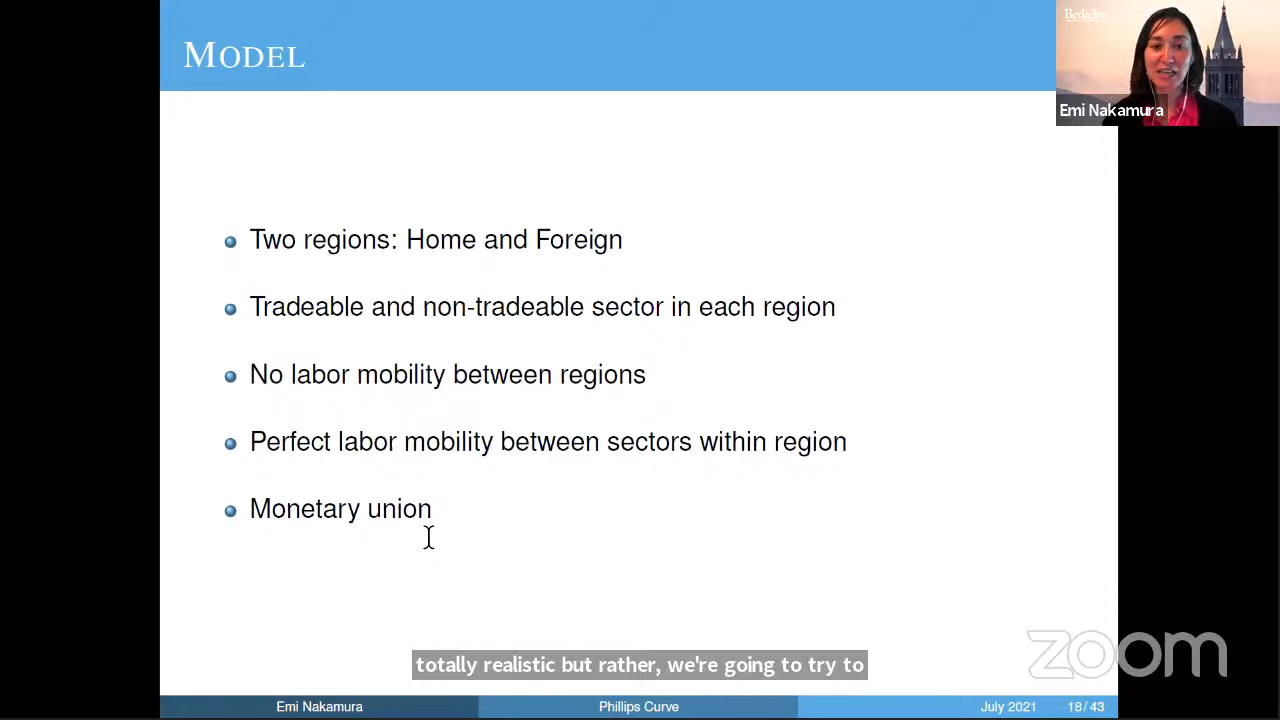 MODEL
Berkeley
Emi Nakamura
Two regions: Home and Foreign
Tradeable and non-tradeable sector in each region
No labor mobility between regions
Perfect labor mobility between sectors within region
Monetary union
totally realistic but rather, we're going to try to
zoom
Emi Nakamura
Phillips Curve
July 2021
18 / 43